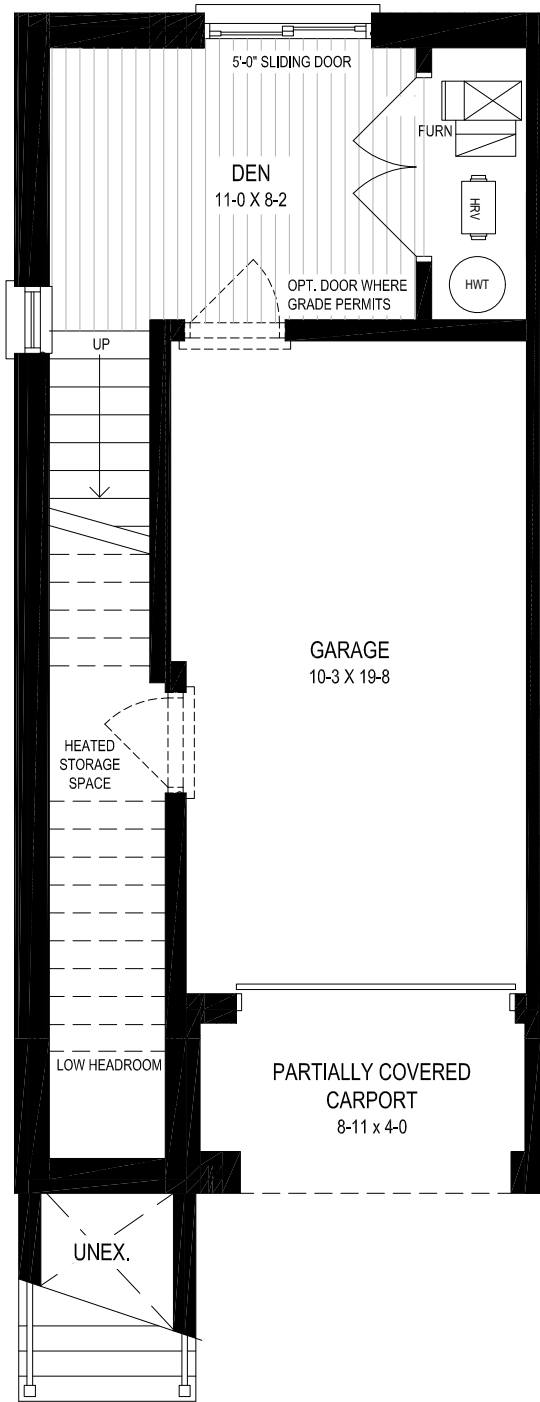 5'-0" SLIDING DOOR
FURN
DEN
11-0 X 8-2
HRV
HWT
OPT. DOOR WHERE
GRADE PERMITS
UP
GARAGE
10-3 X 19-8
HEATED
STORAGE
SPACE
LOW HEADROOM
PARTIALLY COVERED
CARPORT
8-11 x 4-0
UNEX.